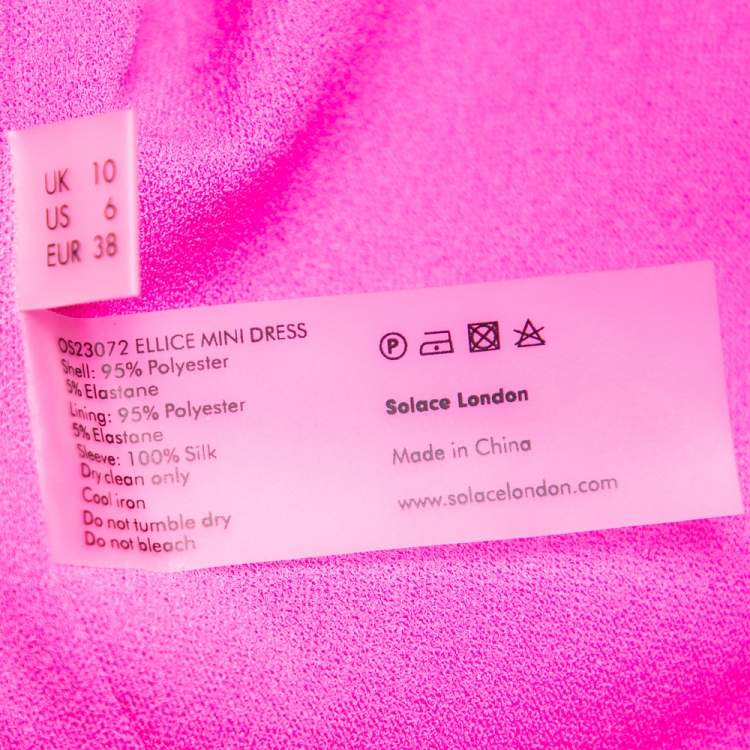 UK 10
US 6
EUR 38
OS23072 ELLICE MINI DRESS
Shell: 95% Polyester
5% Elastane
Lining: 95% Polyester
5% Elastane
Sleeve: 100% Silk
Dry clean only
Cool iron
Do not tumble dry
Do not bleach
P
Solace London
Made in China
www.solacelondon.com